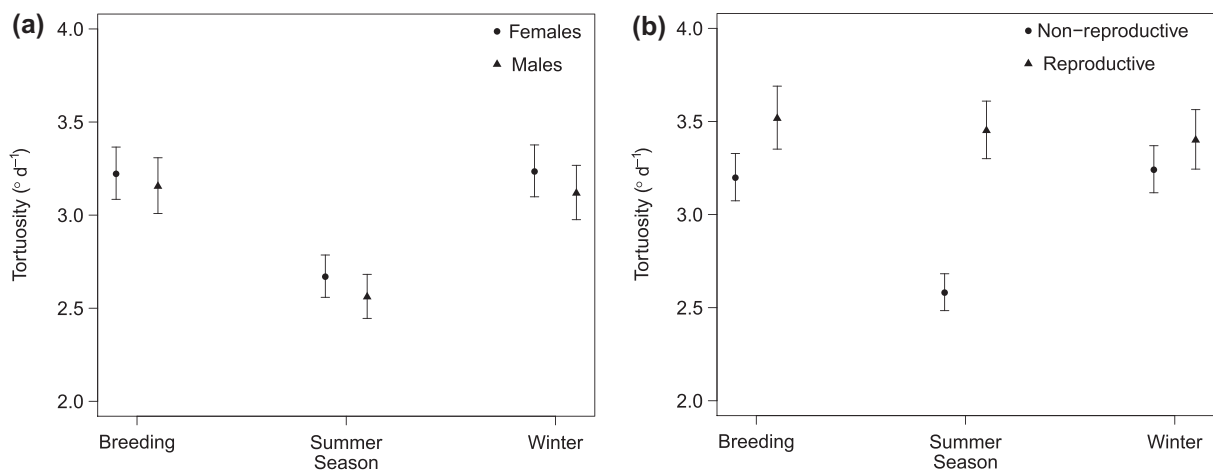 (a)
Females
Males
4.0
3.5
3.0
2.5
2.0
Tortuosity (° d−1)
Breeding
Summer
Winter
Season
(b)
Non−reproductive
Reproductive
4.0
3.5
3.0
2.5
2.0
Tortuosity (° d−1)
Breeding
Summer
Winter
Season